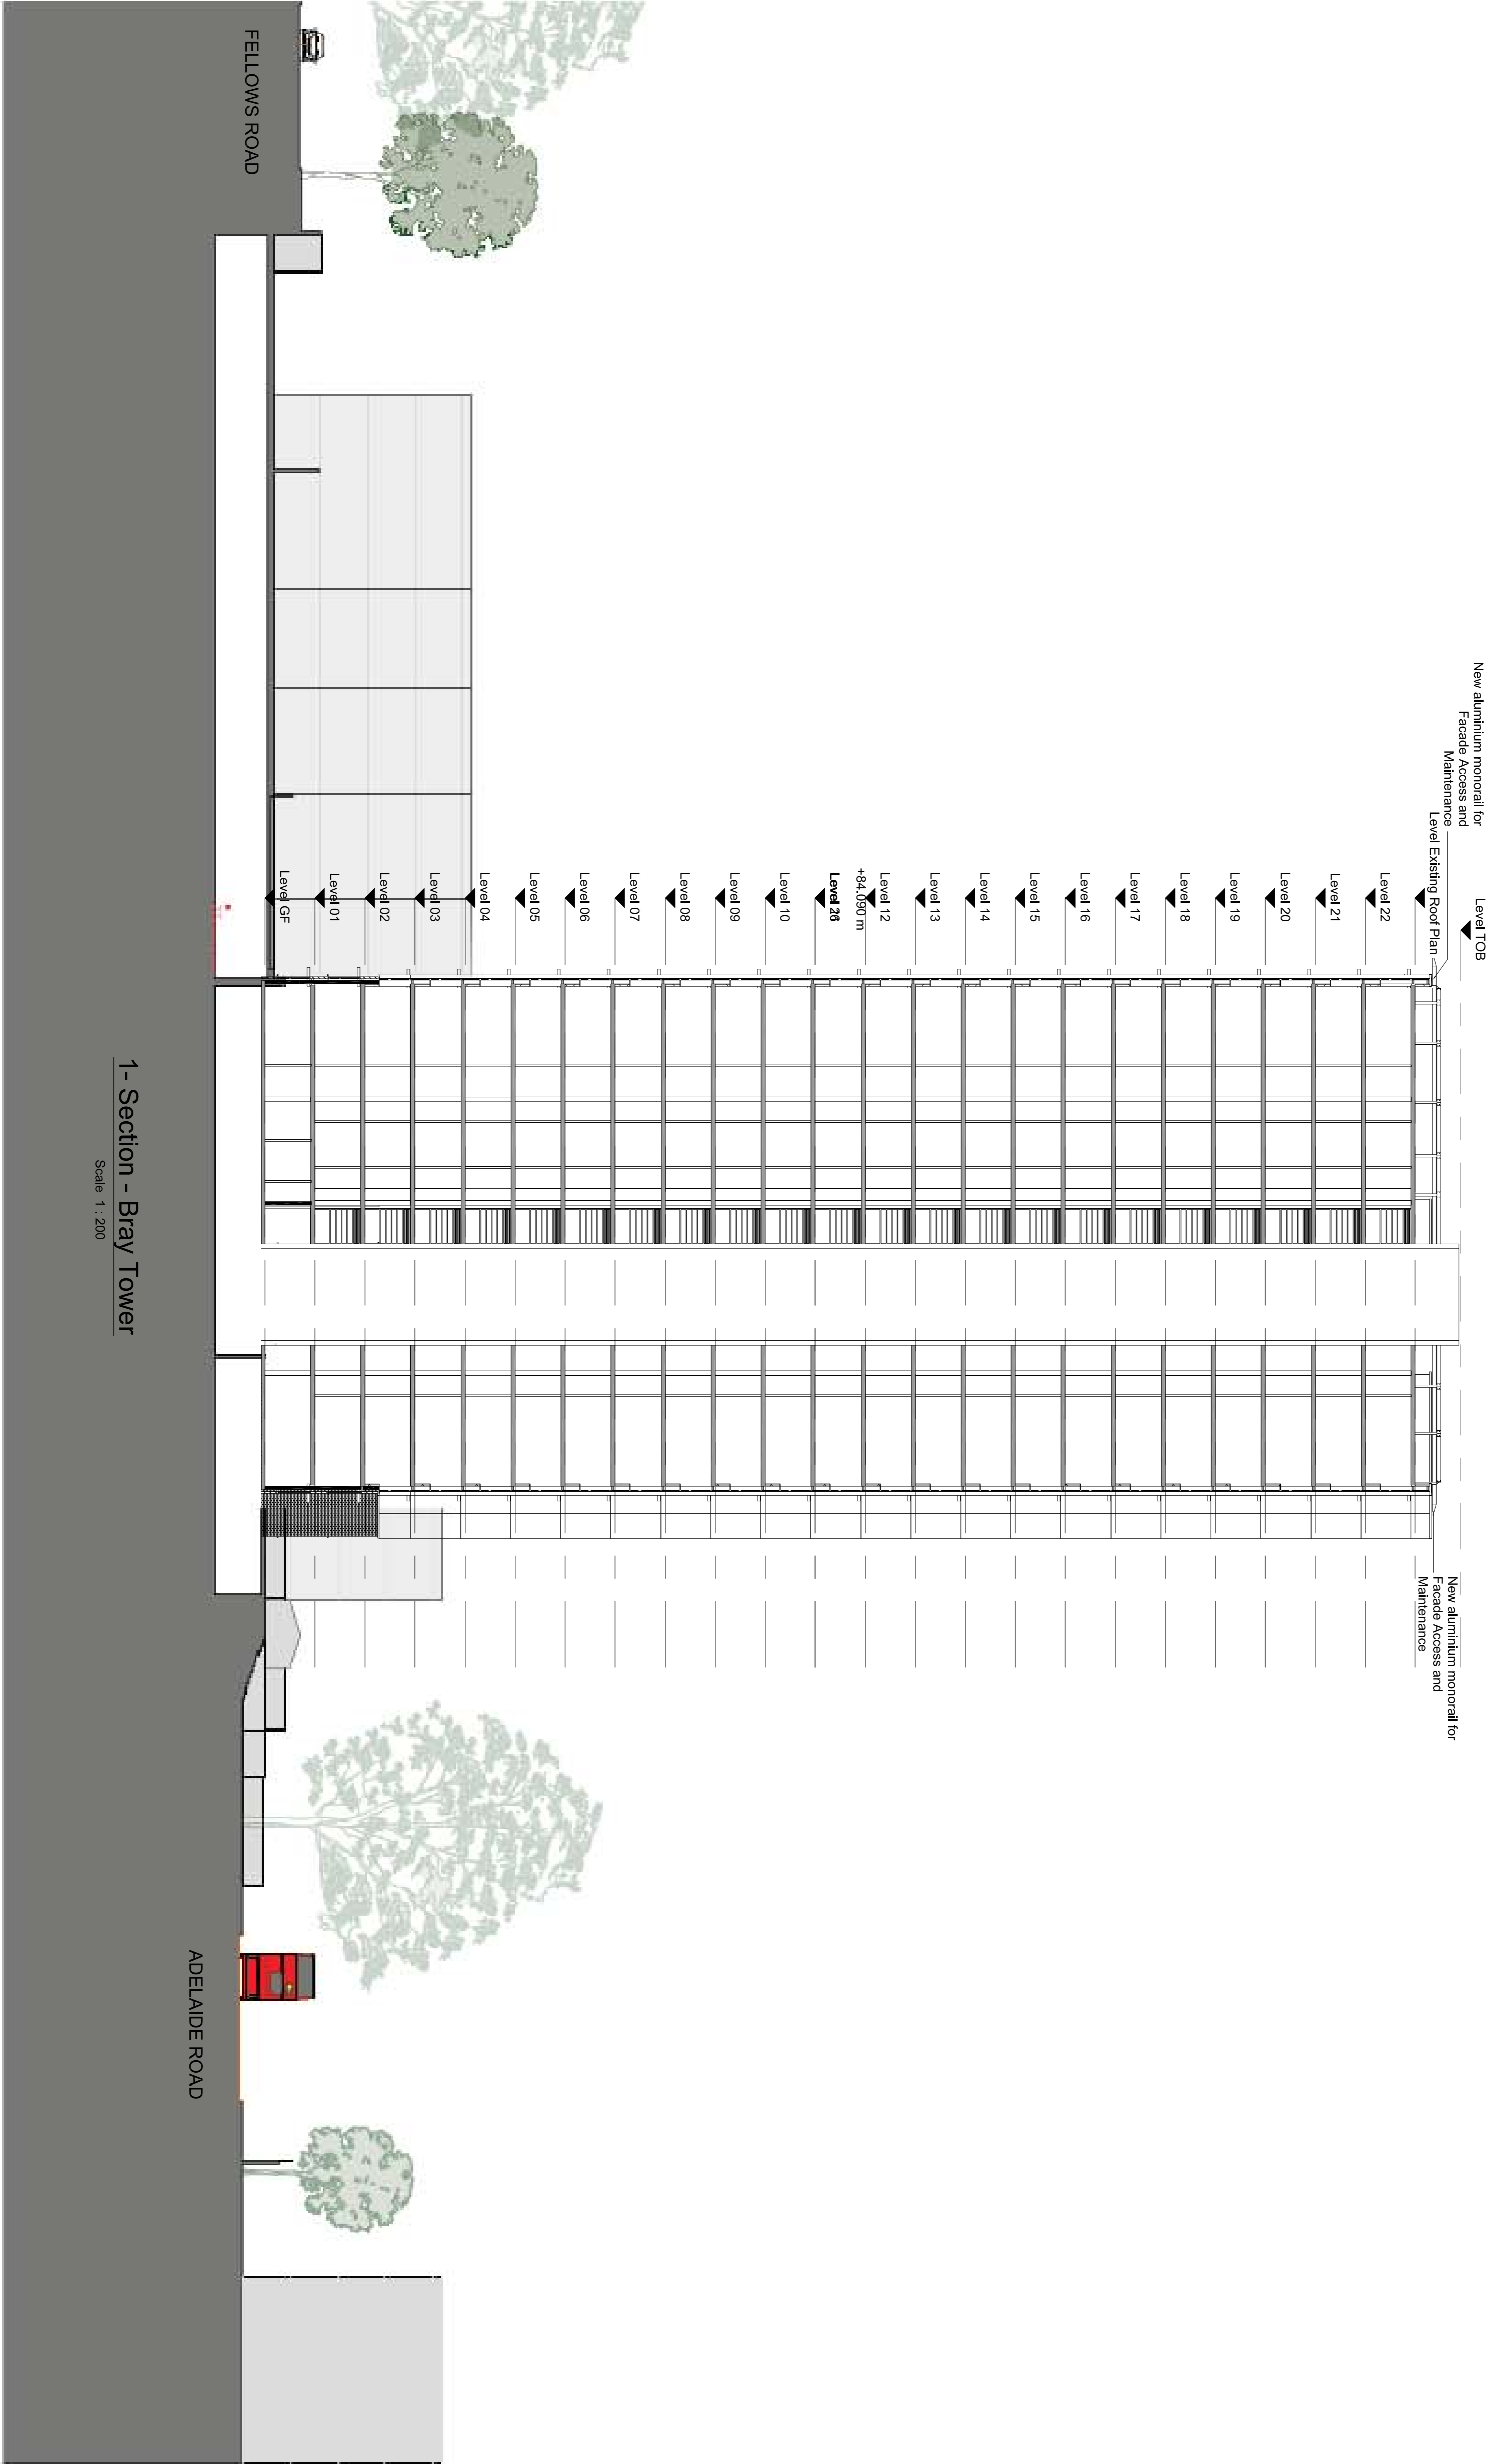 Level TOB
New aluminium monorail for
Facade Access and
Maintenance
Level Existing Roof Plan
New aluminium monorail for
Facade Access and
Maintenance
Level 22
Level 21
Level 20
Level 19
Level 18
Level 17
Level 16
Level 15
Level 14
Level 13
Level 12
+84.090 m
Level
Level 10
Level 09
Level 08
Level 07
Level 06
Level 05
Level 04
Level 03
Level 02
Level 01
Level GF
FELLOWS ROAD
ADELAIDE ROAD
1- Section - Bray Tower
Scale 1 : 200